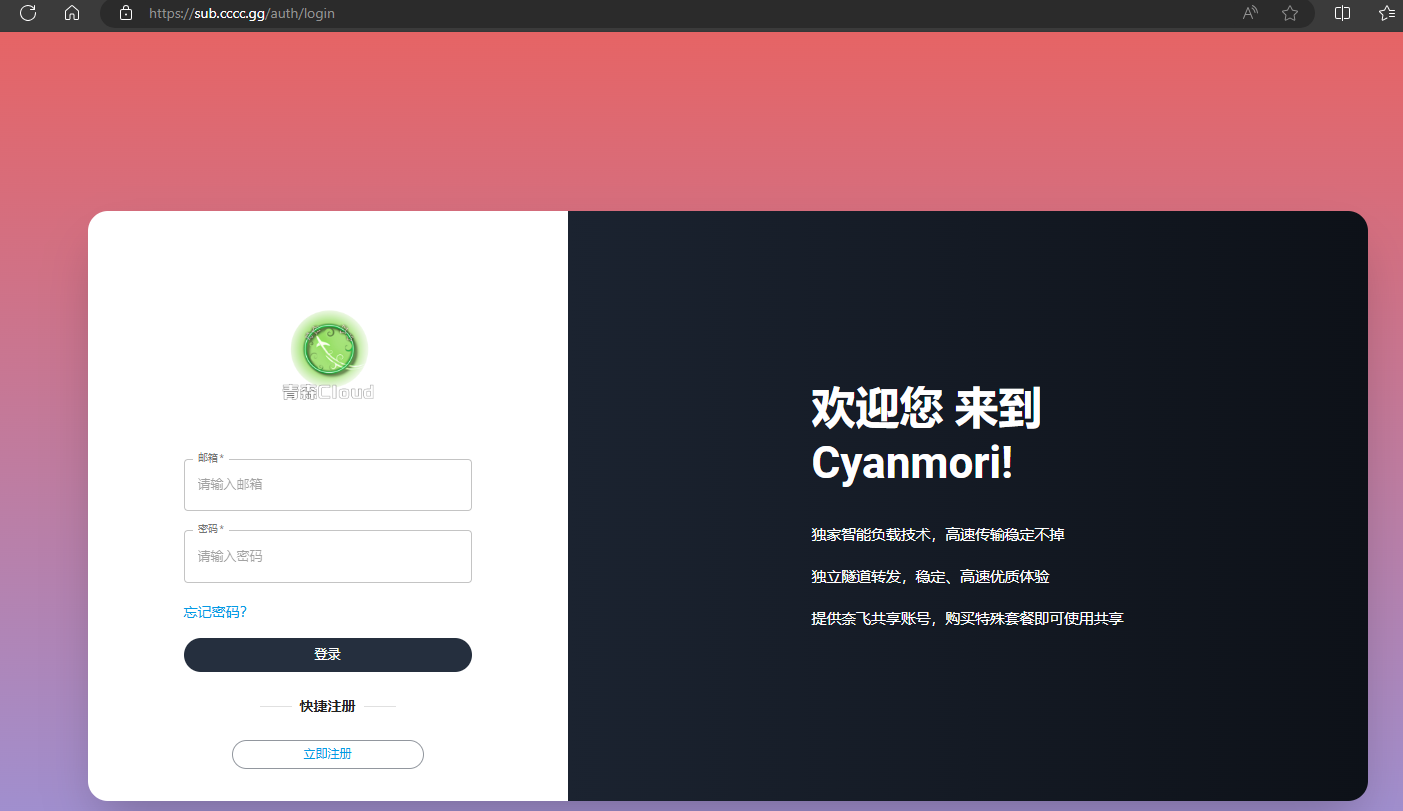 https://sub.cccc.gg/auth/login
青森Cloud
邮箱*
请输入邮箱
密码*
请输入密码
忘记密码？
登录
快捷注册
立即注册
欢迎您 来到
Cyanmori!
独家智能负载技术，高速传输稳定不掉
独立隧道转发，稳定、高速优质体验
提供奈飞共享账号，购买特殊套餐即可使用共享